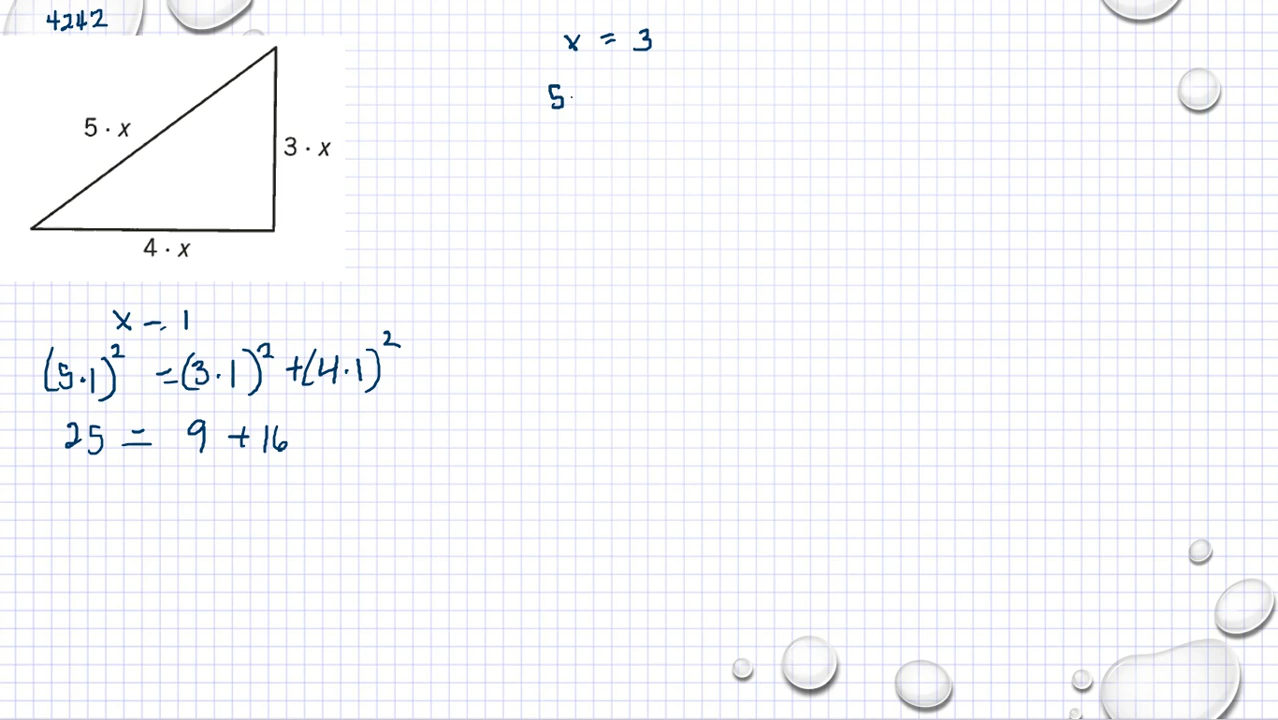 4242
5 · x
3 · x
4 · x
x = 1
(5·1)² = (3·1)² + (4·1)²
25 = 9 + 16
x = 3
5·